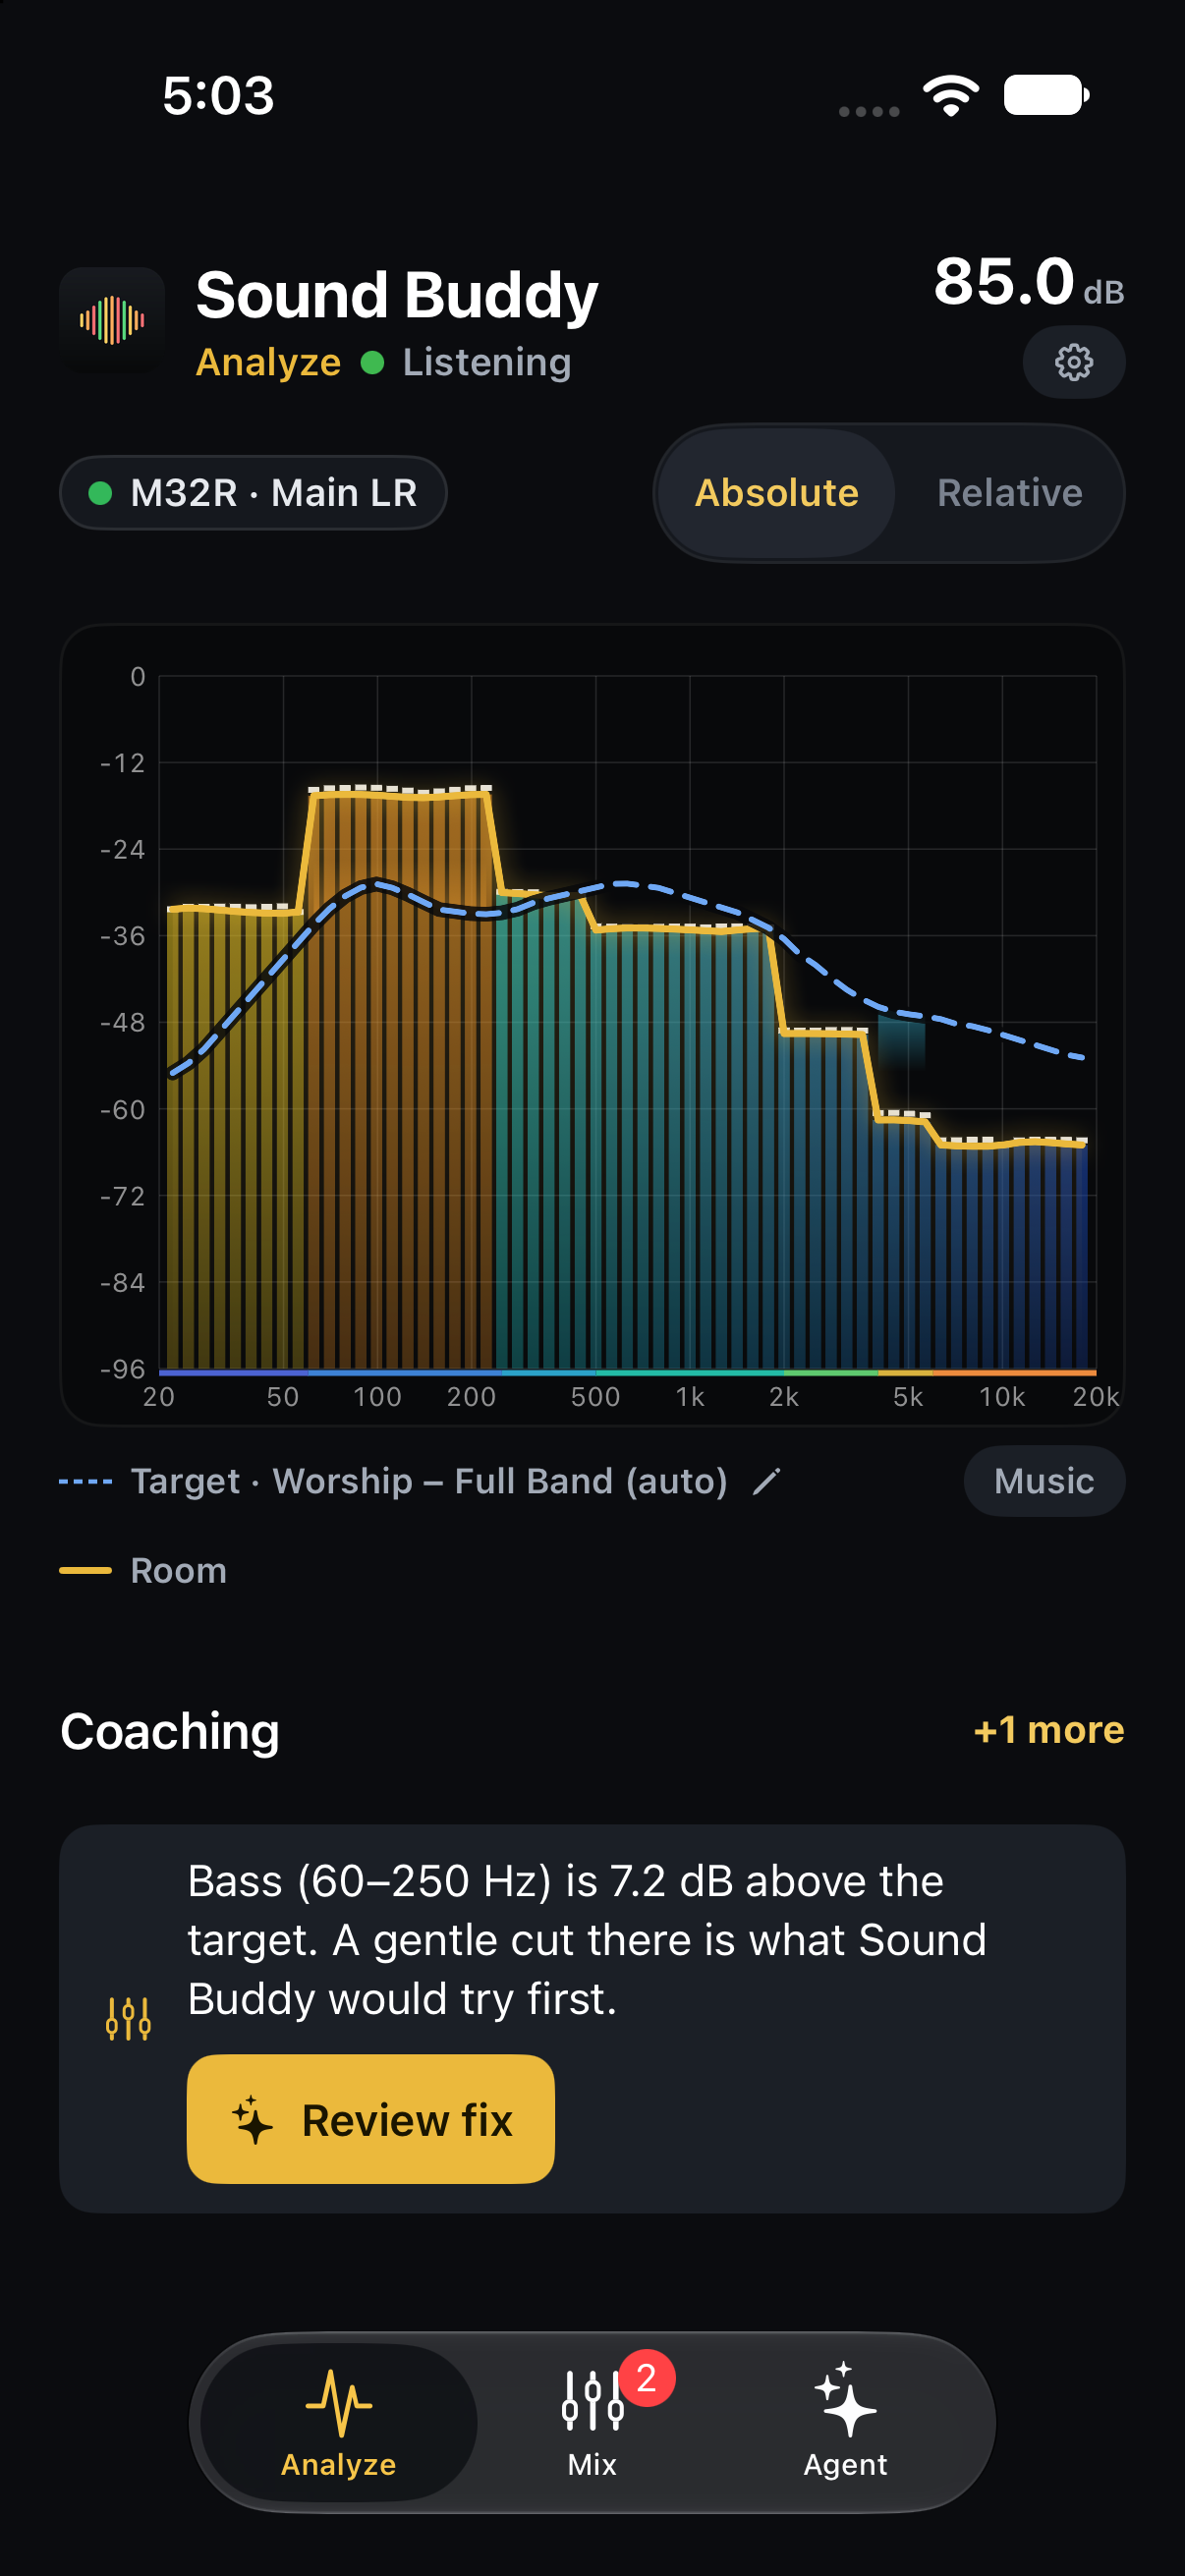 5:03
Sound Buddy
85.0 dB
Analyze Listening
M32R · Main LR
Absolute Relative
0
-12
-24
-36
-48
-60
-72
-84
-96
20 50 100 200 500 1k 2k 5k 10k 20k
Target · Worship – Full Band (auto)
Music
Room
Coaching
+1 more
Bass (60–250 Hz) is 7.2 dB above the
target. A gentle cut there is what Sound
Buddy would try first.
Review fix
2
Analyze Mix Agent